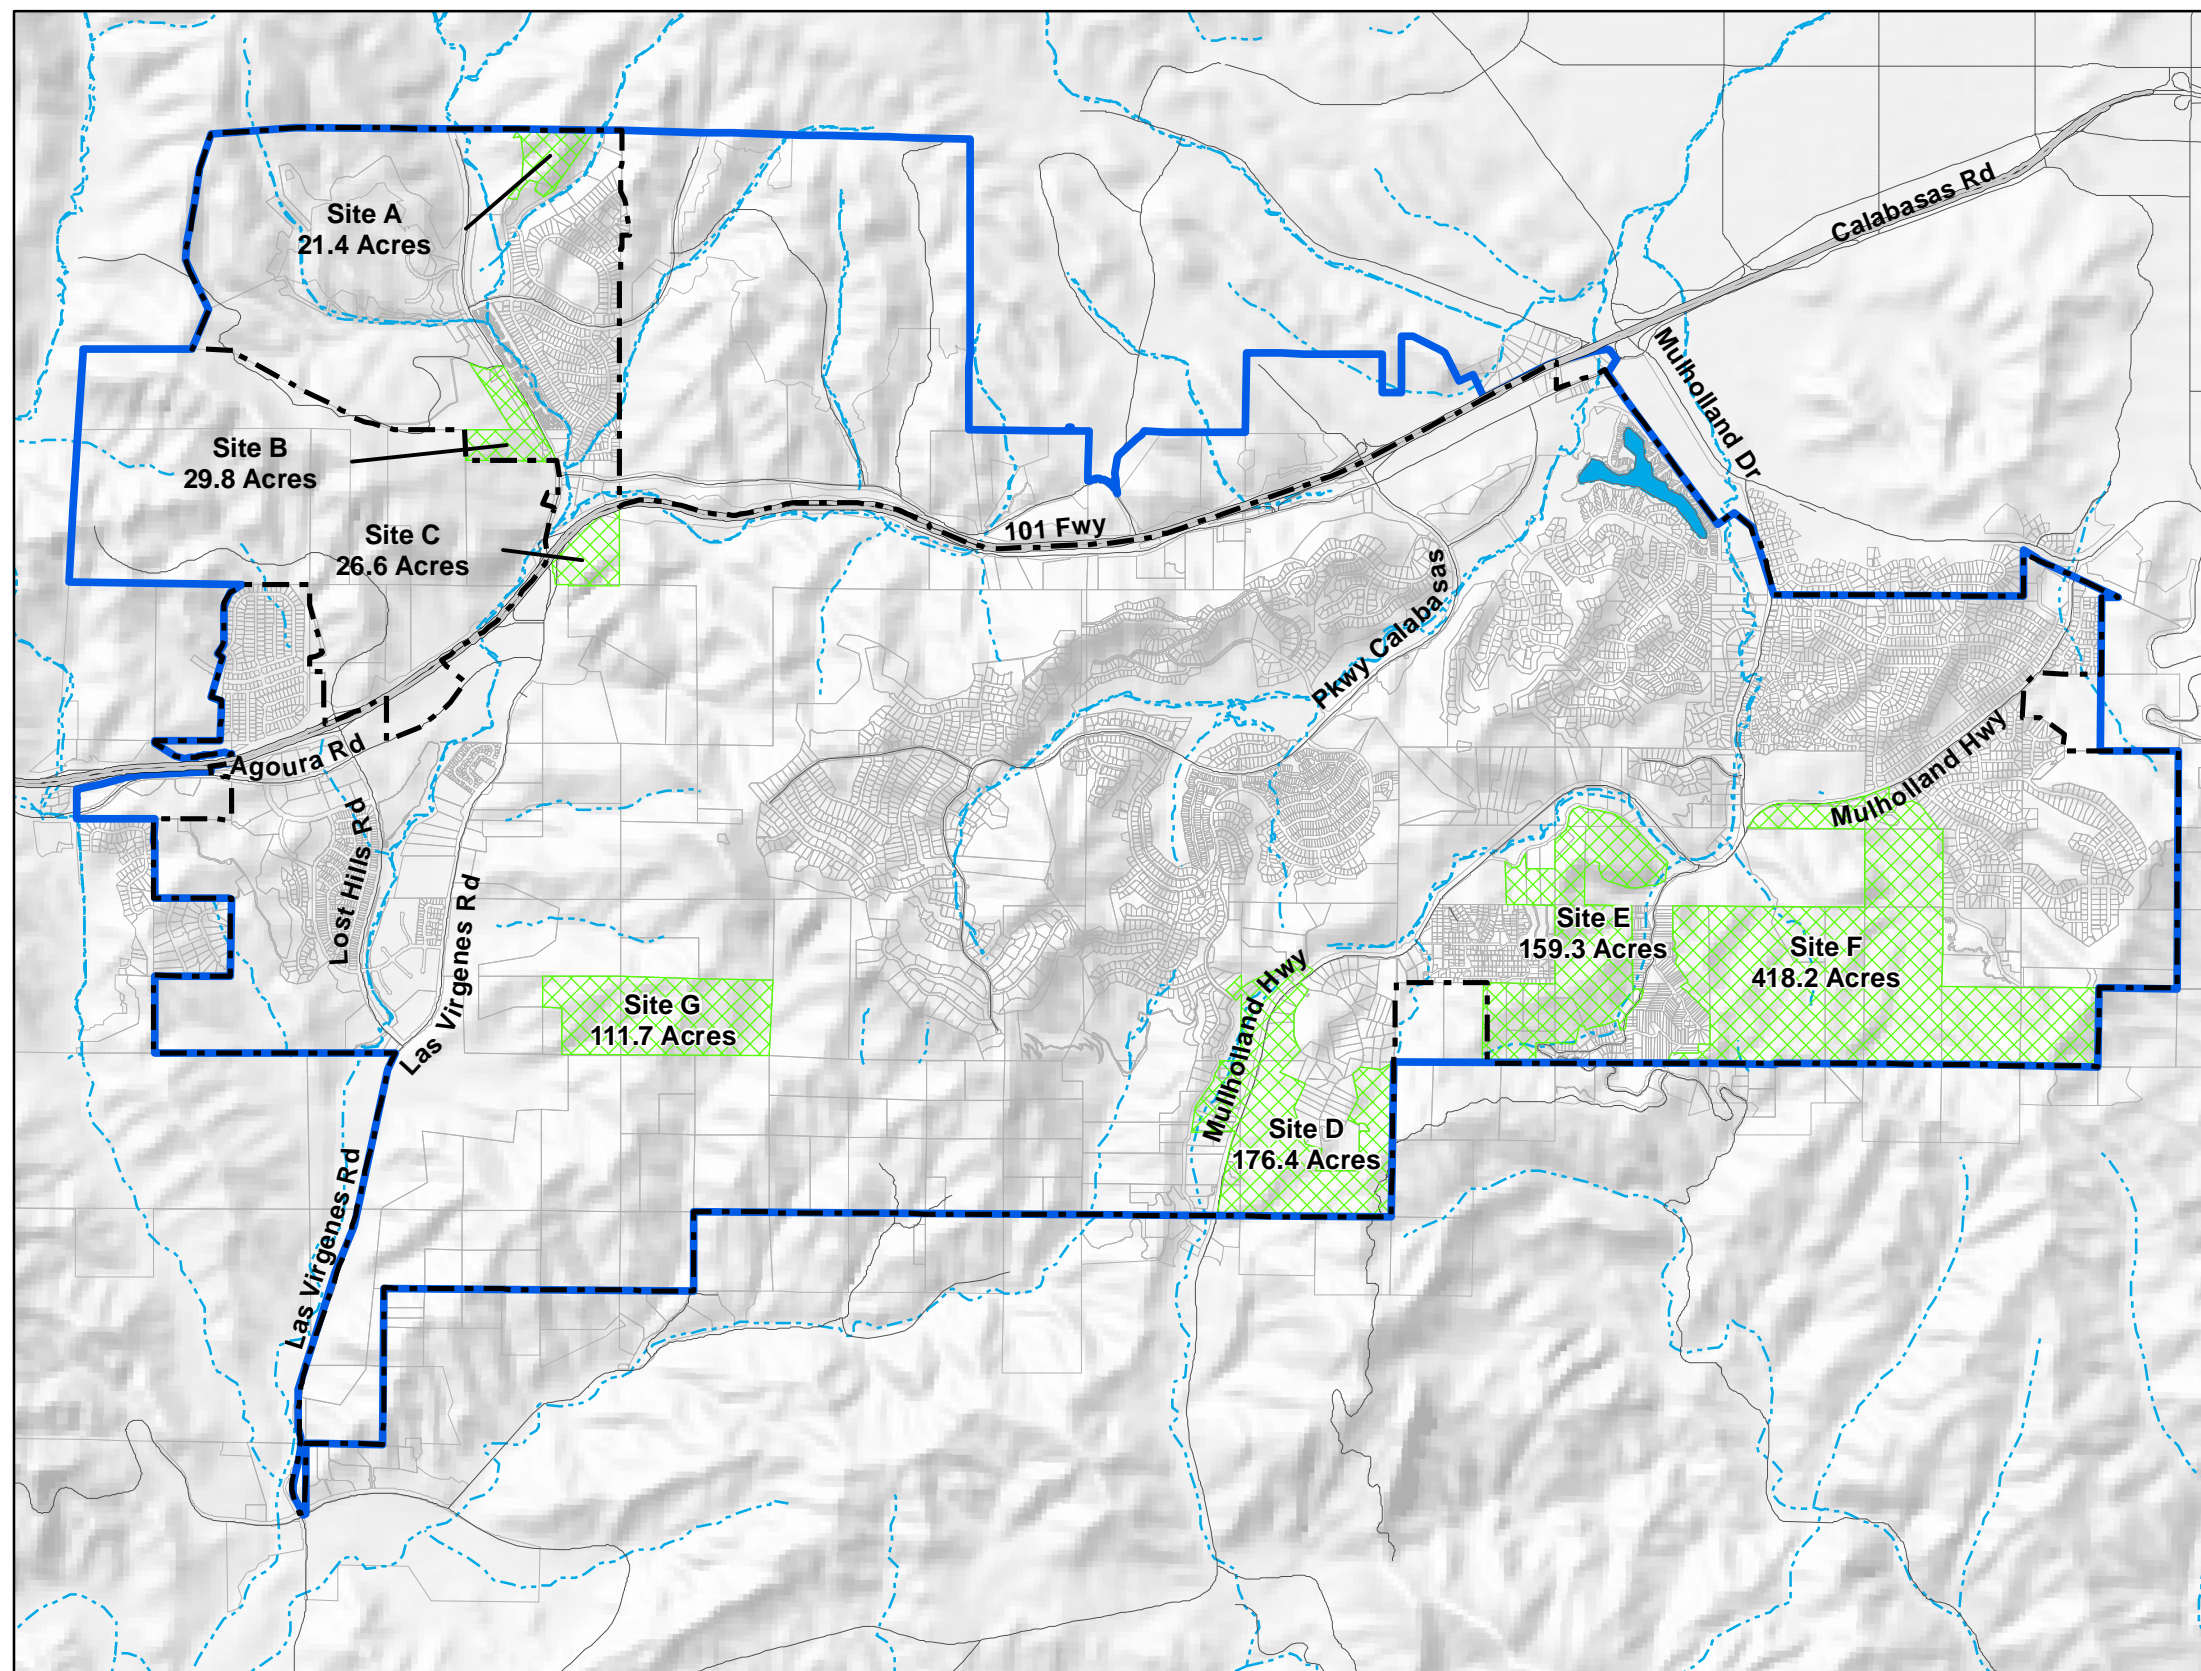 Calabasas Rd
Site A
21.4 Acres
Mulholland Dr
Site B
29.8 Acres
Site C
26.6 Acres
101 Fwy
Pkwy Calabasas
Agoura Rd
Mulholland Hwy
Lost Hills Rd
Las Virgenes Rd
Site E
159.3 Acres
Site F
418.2 Acres
Site G
111.7 Acres
Mullholland Hwy
Site D
176.4 Acres
Las Virgenes Rd